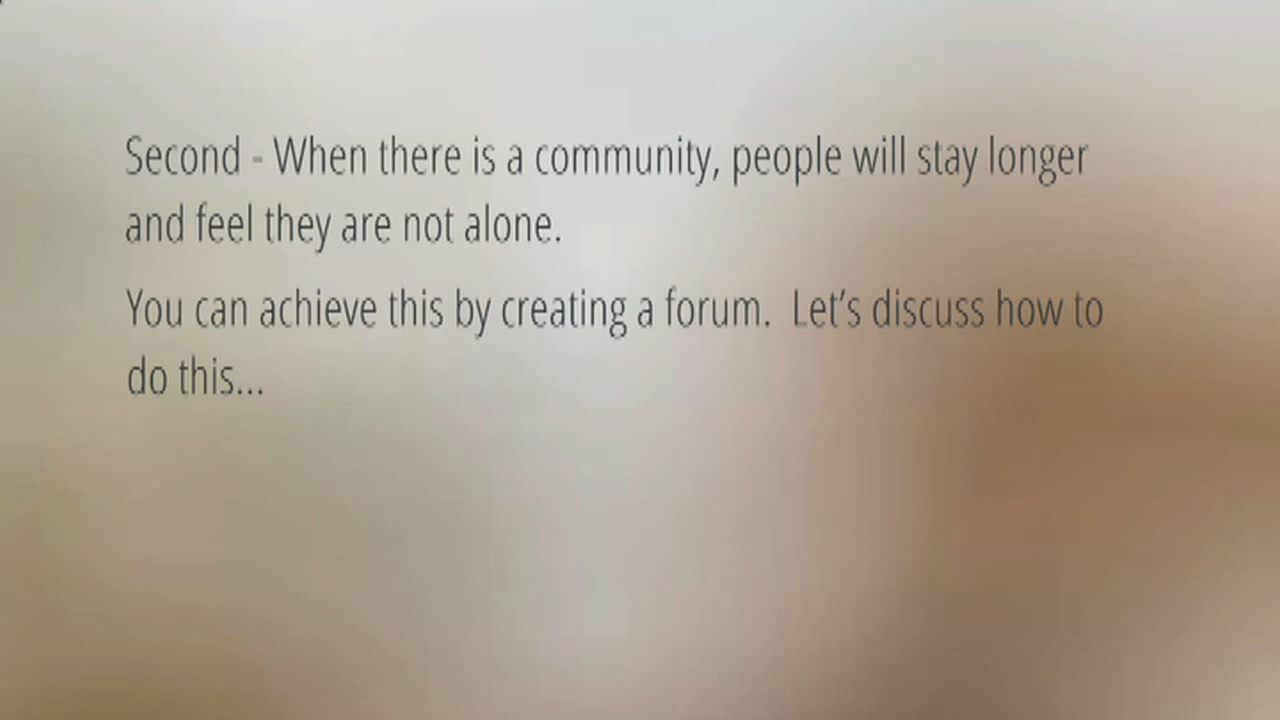 Second - When there is a community, people will stay longer
and feel they are not alone.
You can achieve this by creating a forum.  Let’s discuss how to
do this...